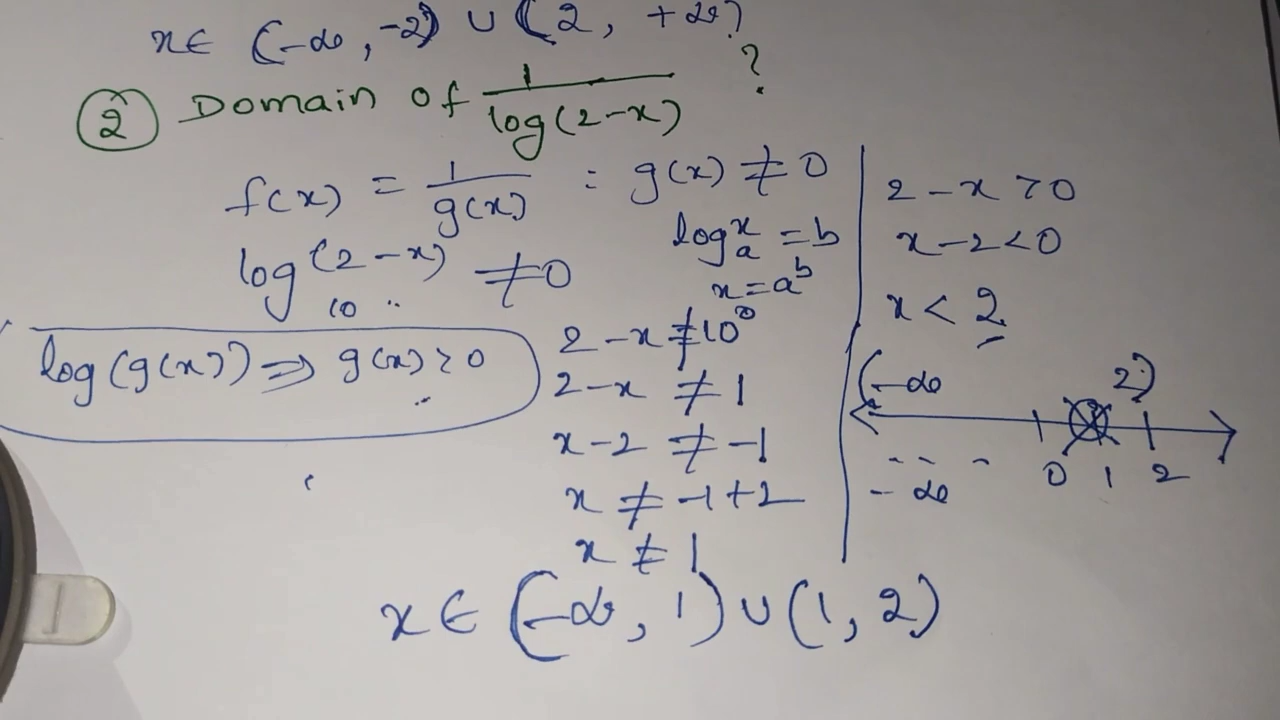 x ∈ (-∞, -2) ∪ (2, +∞)
② Domain of 1/log(2-x) ?
f(x) = 1/g(x) : g(x) ≠ 0
log₁₀(2-x) ≠ 0
logₐx = b
x = aᵇ
log(g(x)) ⇒ g(x) > 0
2-x ≠ 10⁰
2-x ≠ 1
x-2 ≠ -1
x ≠ -1+2
x ≠ 1
2-x > 0
x-2 < 0
x < 2
(-∞ 2)
0 1 2
-∞
x ∈ (-∞, 1) ∪ (1, 2)